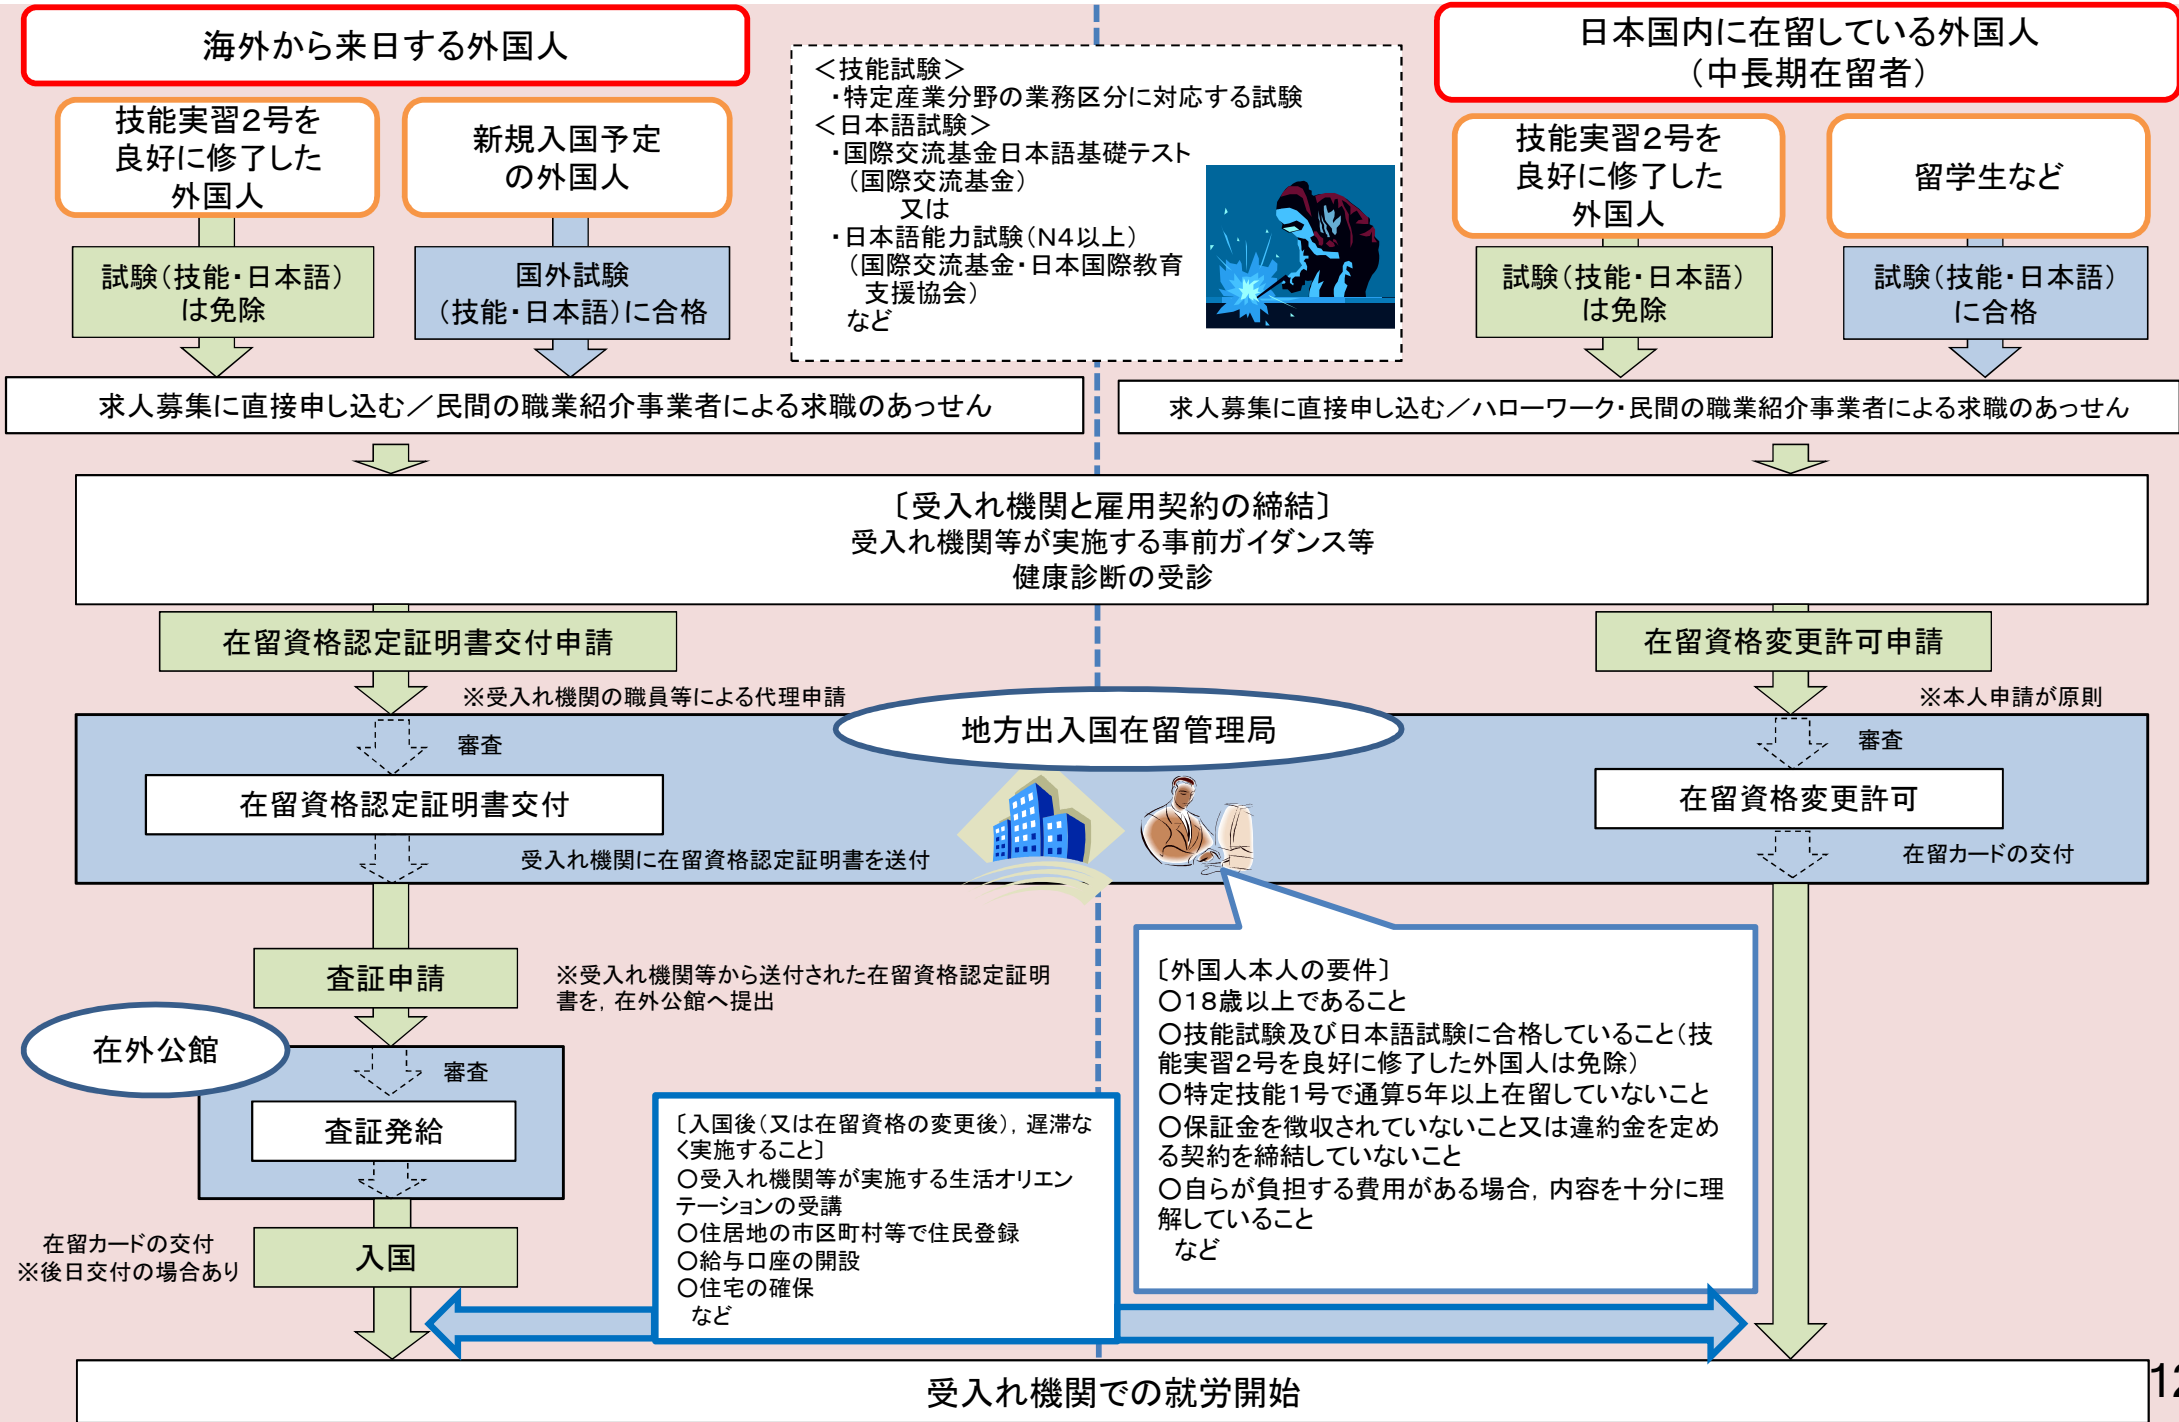 海外から来日する外国人
技能実習2号を
良好に修了した
外国人
新規入国予定
の外国人
試験(技能・日本語)
は免除
国外試験
(技能・日本語)に合格
<技能試験>
・特定産業分野の業務区分に対応する試験
<日本語試験>
・国際交流基金日本語基礎テスト
(国際交流基金)
又は
・日本語能力試験(N4以上)
(国際交流基金・日本国際教育
支援協会)
など
日本国内に在留している外国人
(中長期在留者)
技能実習2号を
良好に修了した
外国人
留学生など
試験(技能・日本語)
は免除
試験(技能・日本語)
に合格
求人募集に直接申し込む/民間の職業紹介事業者による求職のあっせん
求人募集に直接申し込む/ハローワーク・民間の職業紹介事業者による求職のあっせん
〔受入れ機関と雇用契約の締結〕
受入れ機関等が実施する事前ガイダンス等
健康診断の受診
在留資格認定証明書交付申請
※受入れ機関の職員等による代理申請
在留資格変更許可申請
※本人申請が原則
地方出入国在留管理局
審査
在留資格認定証明書交付
受入れ機関に在留資格認定証明書を送付
審査
在留資格変更許可
在留カードの交付
査証申請
※受入れ機関等から送付された在留資格認定証明
書を,在外公館へ提出
在外公館
審査
査証発給
在留カードの交付
※後日交付の場合あり
入国
〔入国後(又は在留資格の変更後),遅滞な
く実施すること〕
○受入れ機関等が実施する生活オリエン
テーションの受講
○住居地の市区町村等で住民登録
○給与口座の開設
○住宅の確保
など
〔外国人本人の要件〕
○18歳以上であること
○技能試験及び日本語試験に合格していること(技
能実習2号を良好に修了した外国人は免除)
○特定技能1号で通算5年以上在留していないこと
○保証金を徴収されていないこと又は違約金を定め
る契約を締結していないこと
○自らが負担する費用がある場合,内容を十分に理
解していること
など
受入れ機関での就労開始
12